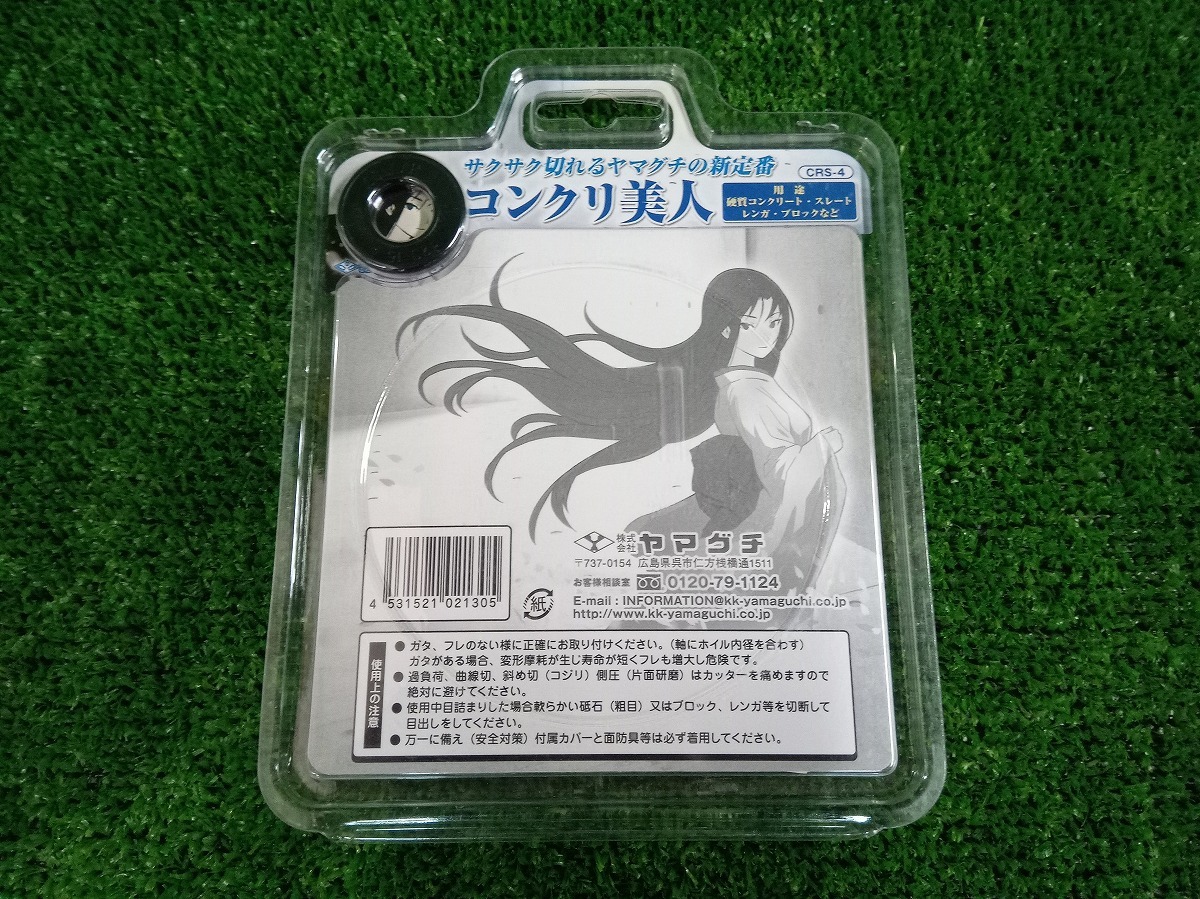 サクサク切れるヤマグチの新定番
コンクリ美人
CRS-4
用途
硬質コンクリート・スレート
レンガ・ブロックなど
株式会社 ヤマグチ
〒737-0154 広島県呉市仁方桟橋通1511
お客様相談室 0120-79-1124
E-mail : INFORMATION@kk-yamaguchi.co.jp
http://www.kk-yamaguchi.co.jp
4 531521 021305
紙
使用上の注意
● ガタ、フレのない様に正確にお取り付けください。（軸にホイル内径を合わす）
ガタがある場合、変形摩耗が生じ寿命が短くフレも増大し危険です。
● 過負荷、曲線切、斜め切（コジリ）側圧（片面研磨）はカッターを痛めますので
絶対に避けてください。
● 使用中目詰まりした場合軟らかい砥石（粗目）又はブロック、レンガ等を切断して
目出しをしてください。
● 万一に備え（安全対策）付属カバーと面防具等は必ず着用してください。